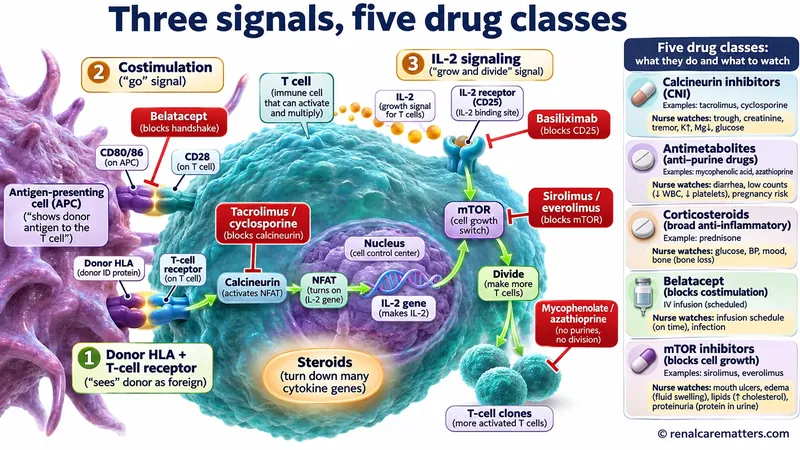 Three signals, five drug classes
2 Costimulation
("go" signal)
Belatacept
(blocks handshake)
CD80/86
(on APC)
CD28
(on T cell)
Antigen-presenting
cell (APC)
"shows donor
antigen to
the T cell")
Donor HLA
(donor ID protein)
T-cell
receptor
(on T cell)
1 Donor HLA +
T-cell receptor
"sees" donor as foreign)
T cell
(immune cell
that can activate
and multiply)
Tacrolimus /
cyclosporine
(blocks calcineurin)
Calcineurin
(activates NFAT)
NFAT
(turns on
IL-2 gene)
Nucleus
(cell control center)
IL-2 gene
(makes IL-2)
Steroids
(turn down many
cytokine genes)
3 IL-2 signaling
("grow and divide" signal)
IL-2
(growth signal
for T cells)
IL-2 receptor
(CD25)
(IL-2 binding site)
Basiliximab
(blocks CD25)
mTOR
(cell growth
switch)
Sirolimus /
everolimus
(blocks mTOR)
Divide
(make more
T cells)
Mycophenolate /
azathioprine
(no purines,
no division)
T-cell clones
(more activated T cells)
Five drug classes:
what they do and what to watch
Calcineurin inhibitors
(CNI)
Examples: tacrolimus, cyclosporine
Nurse watches: trough, creatinine,
tremor, K↑, Mg↓, glucose
Antimetabolites
(anti-purine drugs)
Examples: mycophenolic acid, azathioprine
Nurse watches: diarrhea, low counts
(↓ WBC, ↓ platelets), pregnancy risk
Corticosteroids
(broad anti-inflammatory)
Example: prednisone
Nurse watches: glucose, BP, mood,
bone (bone loss)
Belatacept
(blocks costimulation)
IV infusion (scheduled)
Nurse watches: infusion schedule
(on time), infection
mTOR inhibitors
(blocks cell growth)
Examples: sirolimus, everolimus
Nurse watches: mouth ulcers, edema
(fluid swelling), lipids (↑ cholesterol),
proteinuria (protein in urine)
© renalcarematters.com